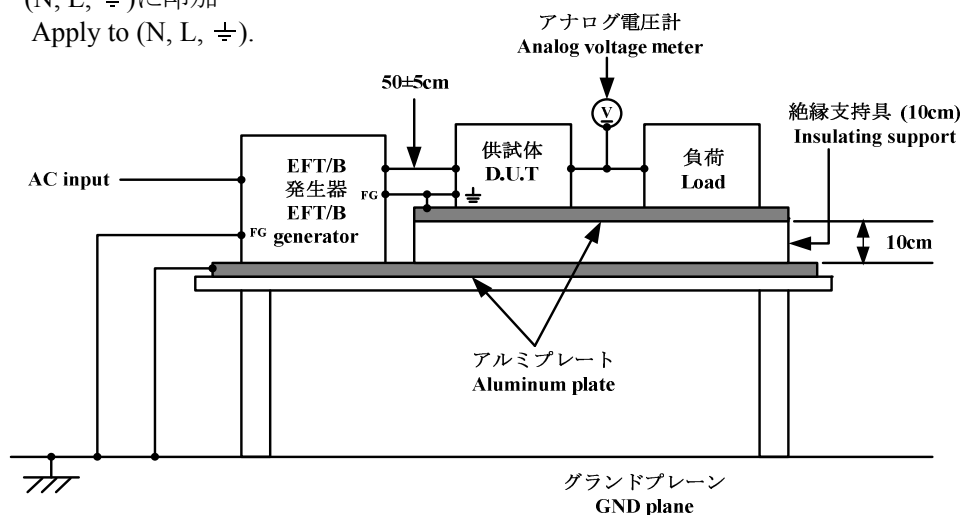 (N, L, ⏚)に印加
Apply to (N, L, ⏚).
アナログ電圧計
Analog voltage meter
50±5cm
V
絶縁支持具 (10cm)
Insulating support
AC input
EFT/B
発生器
EFT/B
generator
FG
FG
供試体
D.U.T
負荷
Load
10cm
アルミプレート
Aluminum plate
グランドプレーン
GND plane